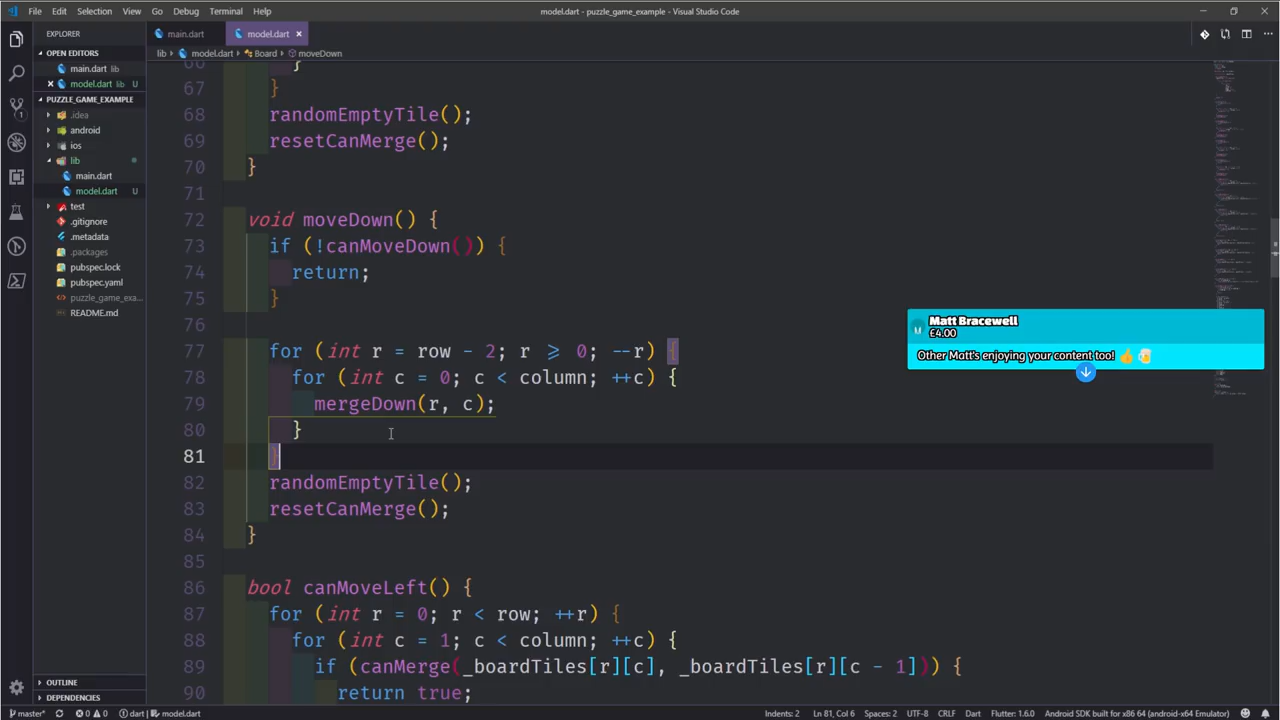 File Edit Selection View Go Debug Terminal Help
model.dart - puzzle_game_example - Visual Studio Code
EXPLORER
OPEN EDITORS
main.dart lib
model.dart lib U
PUZZLE_GAME_EXAMPLE
.idea
android
ios
lib
main.dart
model.dart U
test
.gitignore
.metadata
.packages
pubspec.lock
pubspec.yaml
puzzle_game_exa...
README.md
OUTLINE
DEPENDENCIES
main.dart
model.dart
lib › model.dart › Board › moveDown
66 }
67 }
68 randomEmptyTile();
69 resetCanMerge();
70 }
71
72 void moveDown() {
73 if (!canMoveDown()) {
74 return;
75 }
76
77 for (int r = row - 2; r >= 0; --r) {
78 for (int c = 0; c < column; ++c) {
79 mergeDown(r, c);
80 }
81 }
82 randomEmptyTile();
83 resetCanMerge();
84 }
85
86 bool canMoveLeft() {
87 for (int r = 0; r < row; ++r) {
88 for (int c = 1; c < column; ++c) {
89 if (canMerge(_boardTiles[r][c], _boardTiles[r][c - 1])) {
90 return true;
Matt Bracewell
£4.00
Other Matt's enjoying your content too! 👍 🍺
master* 0 0 dart | model.dart
Indents: 2 Ln 81, Col 6 Spaces: 2 UTF-8 CRLF Dart Flutter: 1.6.0 Android SDK built for x86 64 (android-x64 Emulator)